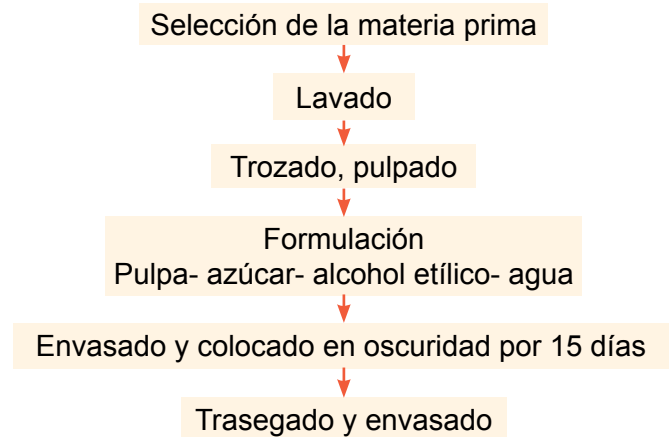 Selección de la materia prima
Lavado
Trozado, pulpado
Formulación
Pulpa- azúcar- alcohol etílico- agua
Envasado y colocado en oscuridad por 15 días
Trasegado y envasado